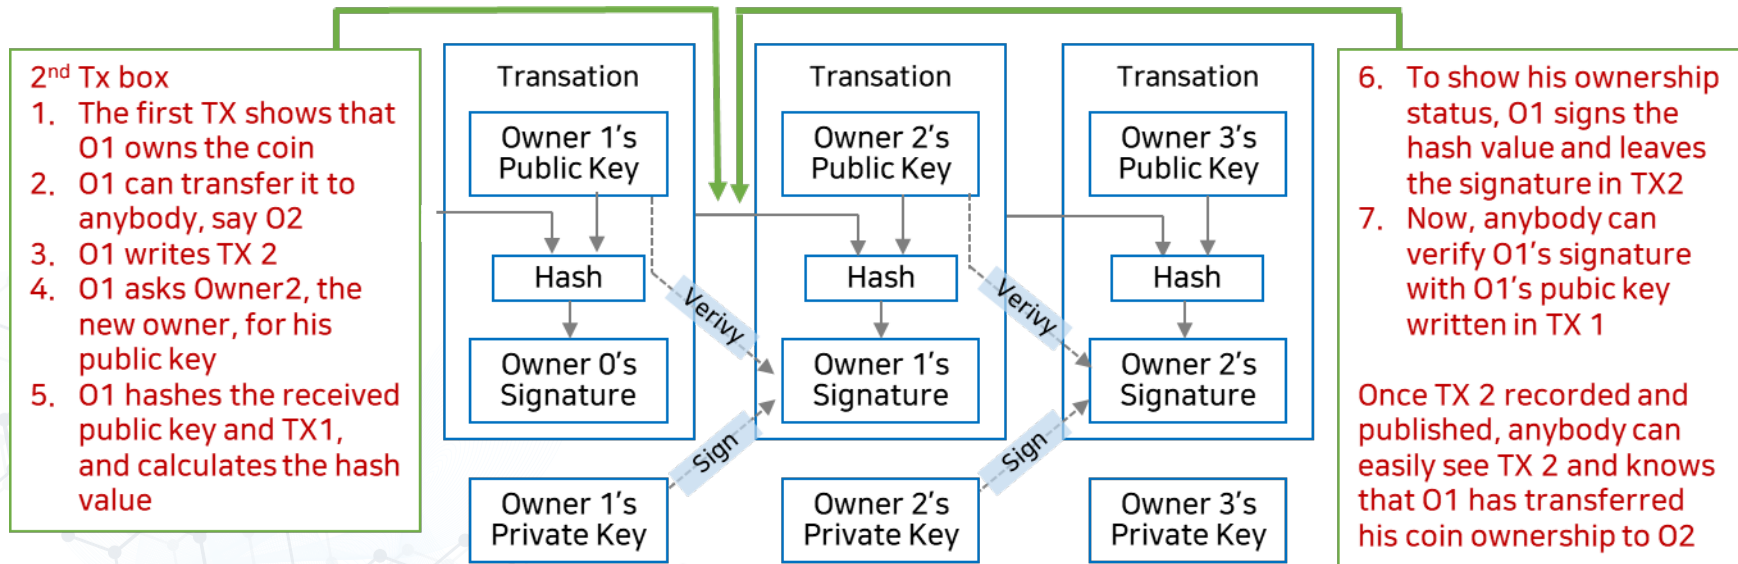 2nd Tx box
1. The first TX shows that
O1 owns the coin
2. O1 can transfer it to
anybody, say O2
3. O1 writes TX 2
4. O1 asks Owner2, the
new owner, for his
public key
5. O1 hashes the received
public key and TX1,
and calculates the hash
value
Transation
Owner 1's
Public Key
Hash
Owner 0's
Signature
Owner 1's
Private Key
Verivy
Sign
Transation
Owner 2's
Public Key
Hash
Owner 1's
Signature
Owner 2's
Private Key
Verivy
Sign
Transation
Owner 3's
Public Key
Hash
Owner 2's
Signature
Owner 3's
Private Key
6. To show his ownership
status, O1 signs the
hash value and leaves
the signature in TX2
7. Now, anybody can
verify O1's signature
with O1's pubic key
written in TX 1
Once TX 2 recorded and
published, anybody can
easily see TX 2 and knows
that O1 has transferred
his coin ownership to O2